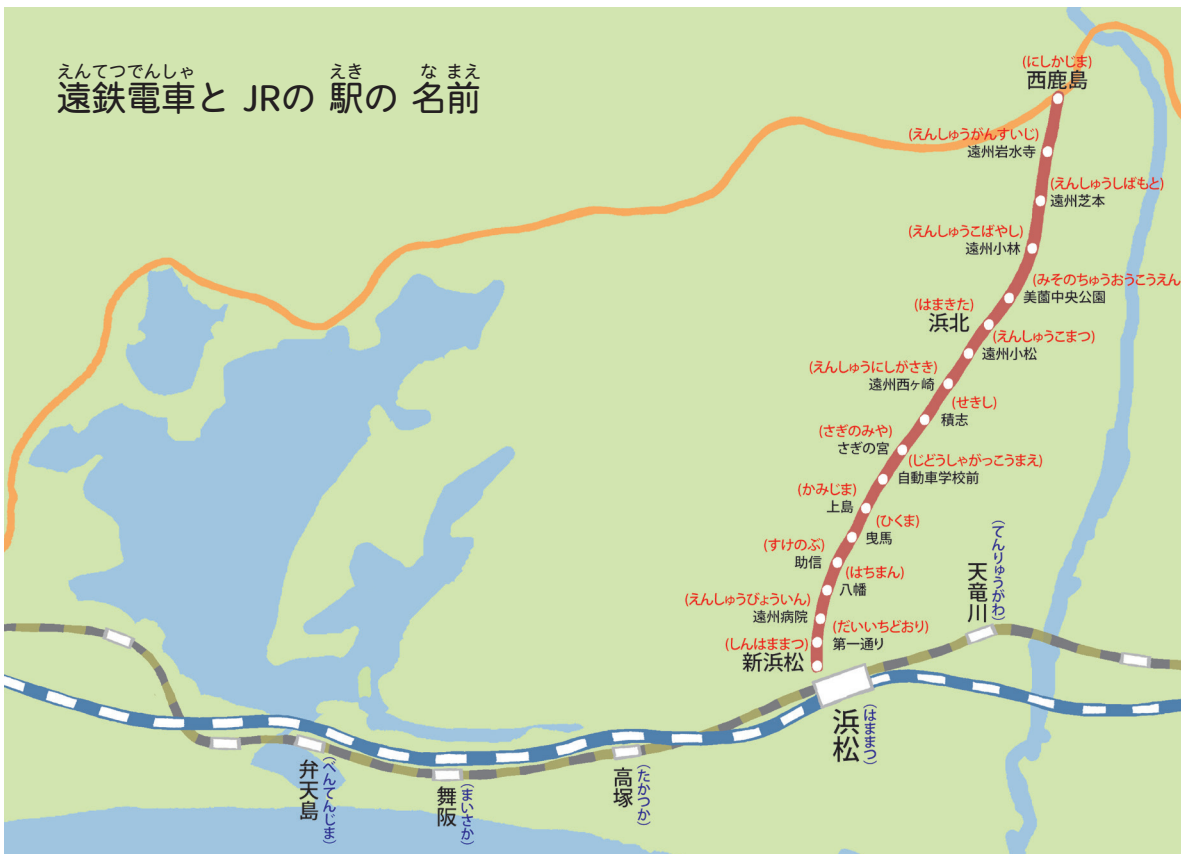 えんてつでんしゃ えき な まえ
遠鉄電車と JRの 駅の 名前
(にしかじま)
西鹿島
(えんしゅうがんすいじ)
遠州岩水寺
(えんしゅうしばもと)
遠州芝本
(えんしゅうこばやし)
遠州小林
(みそのちゅうおうこうえん
美薗中央公園
(はまきた)
浜北
(えんしゅうこまつ)
遠州小松
(えんしゅうにしがさき)
遠州西ヶ崎
(せきし)
積志
(さぎのみや)
さぎの宮
(じどうしゃがっこうまえ)
自動車学校前
(かみじま)
上島
(ひくま)
曳馬
(すけのぶ)
助信
(はちまん)
八幡
(えんしゅうびょういん)
遠州病院
(だいいちどおり)
第一通り
(しんはままつ)
新浜松
(てんりゅうがわ)
天竜川
(はままつ)
浜松
(たかつか)
高塚
(まいさか)
舞阪
(べんてんじま)
弁天島